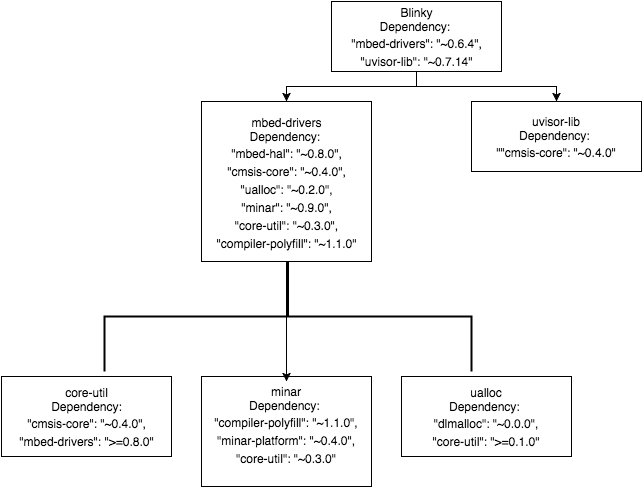 Blinky
Dependency:
"mbed-drivers": "~0.6.4",
"uvisor-lib": "~0.7.14"
mbed-drivers
Dependency:
"mbed-hal": "~0.8.0",
"cmsis-core": "~0.4.0",
"ualloc": "~0.2.0",
"minar": "~0.9.0",
"core-util": "~0.3.0",
"compiler-polyfill": "~1.1.0"
uvisor-lib
Dependency:
""cmsis-core": "~0.4.0
core-util
Dependency:
"cmsis-core": "~0.4.0",
"mbed-drivers": ">=0.8.0"
minar
Dependency:
"compiler-polyfill": "~1.1.0",
"minar-platform": "~0.4.0",
"core-util": "~0.3.0
ualloc
Dependency:
"dlmalloc": "~0.0.0",
"core-util": ">=0.1.0"